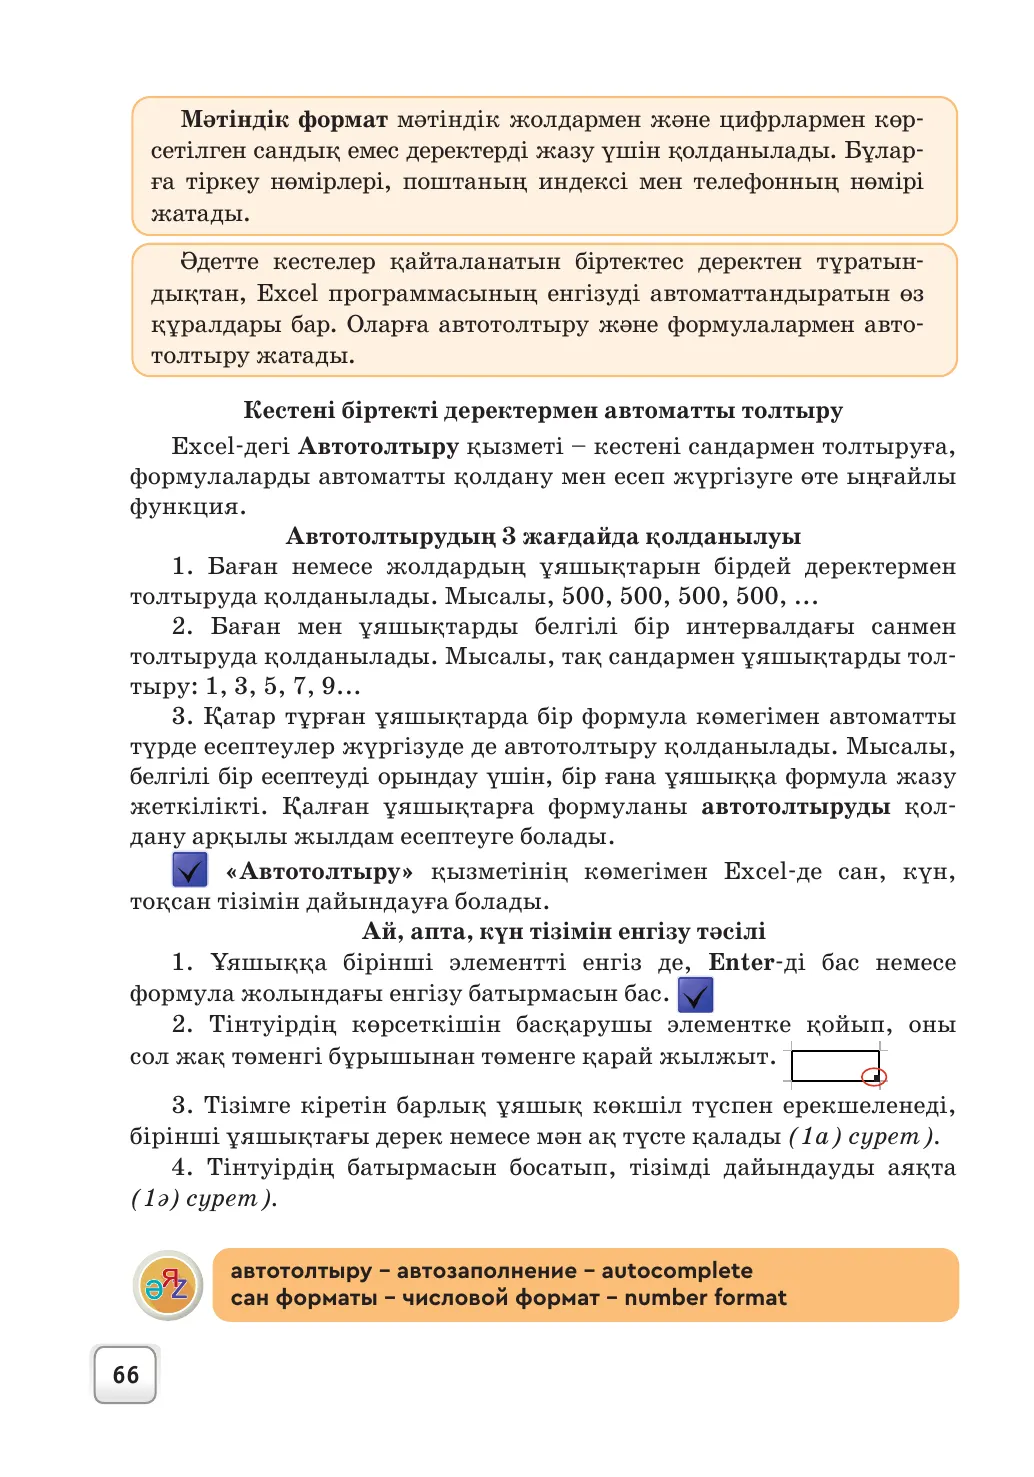 Мәтіндік формат мәтіндік жолдармен және цифрлармен көр-
сетілген сандық емес деректерді жазу үшін қолданылады. Бұлар-
ға тіркеу нөмірлері, поштаның индексі мен телефонның нөмірі
жатады.
Әдетте кестелер қайталанатын біртектес деректен тұратын-
дықтан, Excel программасының енгізуді автоматтандыратын өз
құралдары бар. Оларға автотолтыру және формулалармен авто-
толтыру жатады.
Кестені біртекті деректермен автоматты толтыру
Excel-дегі Автотолтыру қызметі – кестені сандармен толтыруға,
формулаларды автоматты қолдану мен есеп жүргізуге өте ыңғайлы
функция.
Автотолтырудың 3 жағдайда қолданылуы
1. Баған немесе жолдардың ұяшықтарын бірдей деректермен
толтыруда қолданылады. Мысалы, 500, 500, 500, 500, ...
2. Баған мен ұяшықтарды белгілі бір интервалдағы санмен
толтыруда қолданылады. Мысалы, тақ сандармен ұяшықтарды тол-
тыру: 1, 3, 5, 7, 9...
3. Қатар тұрған ұяшықтарда бір формула көмегімен автоматты
түрде есептеулер жүргізуде де автотолтыру қолданылады. Мысалы,
белгілі бір есептеуді орындау үшін, бір ғана ұяшыққа формула жазу
жеткілікті. Қалған ұяшықтарға формуланы автотолтыруды қол-
дану арқылы жылдам есептеуге болады.
«Автотолтыру» қызметінің көмегімен Excel-де сан, күн,
тоқсан тізімін дайындауға болады.
Ай, апта, күн тізімін енгізу тәсілі
1. Ұяшыққа бірінші элементті енгіз де, Enter-ді бас немесе
формула жолындағы енгізу батырмасын бас.
2. Тінтуірдің көрсеткішін басқарушы элементке қойып, оны
сол жақ төменгі бұрышынан төменге қарай жылжыт.
3. Тізімге кіретін барлық ұяшық көкшіл түспен ерекшеленеді,
бірінші ұяшықтағы дерек немесе мән ақ түсте қалады (1а) сурет).
4. Тінтуірдің батырмасын босатып, тізімді дайындауды аяқта
(1ә) сурет).
ә Я Z
автотолтыру – автозаполнение – autocomplete
сан форматы – числовой формат – number format
66